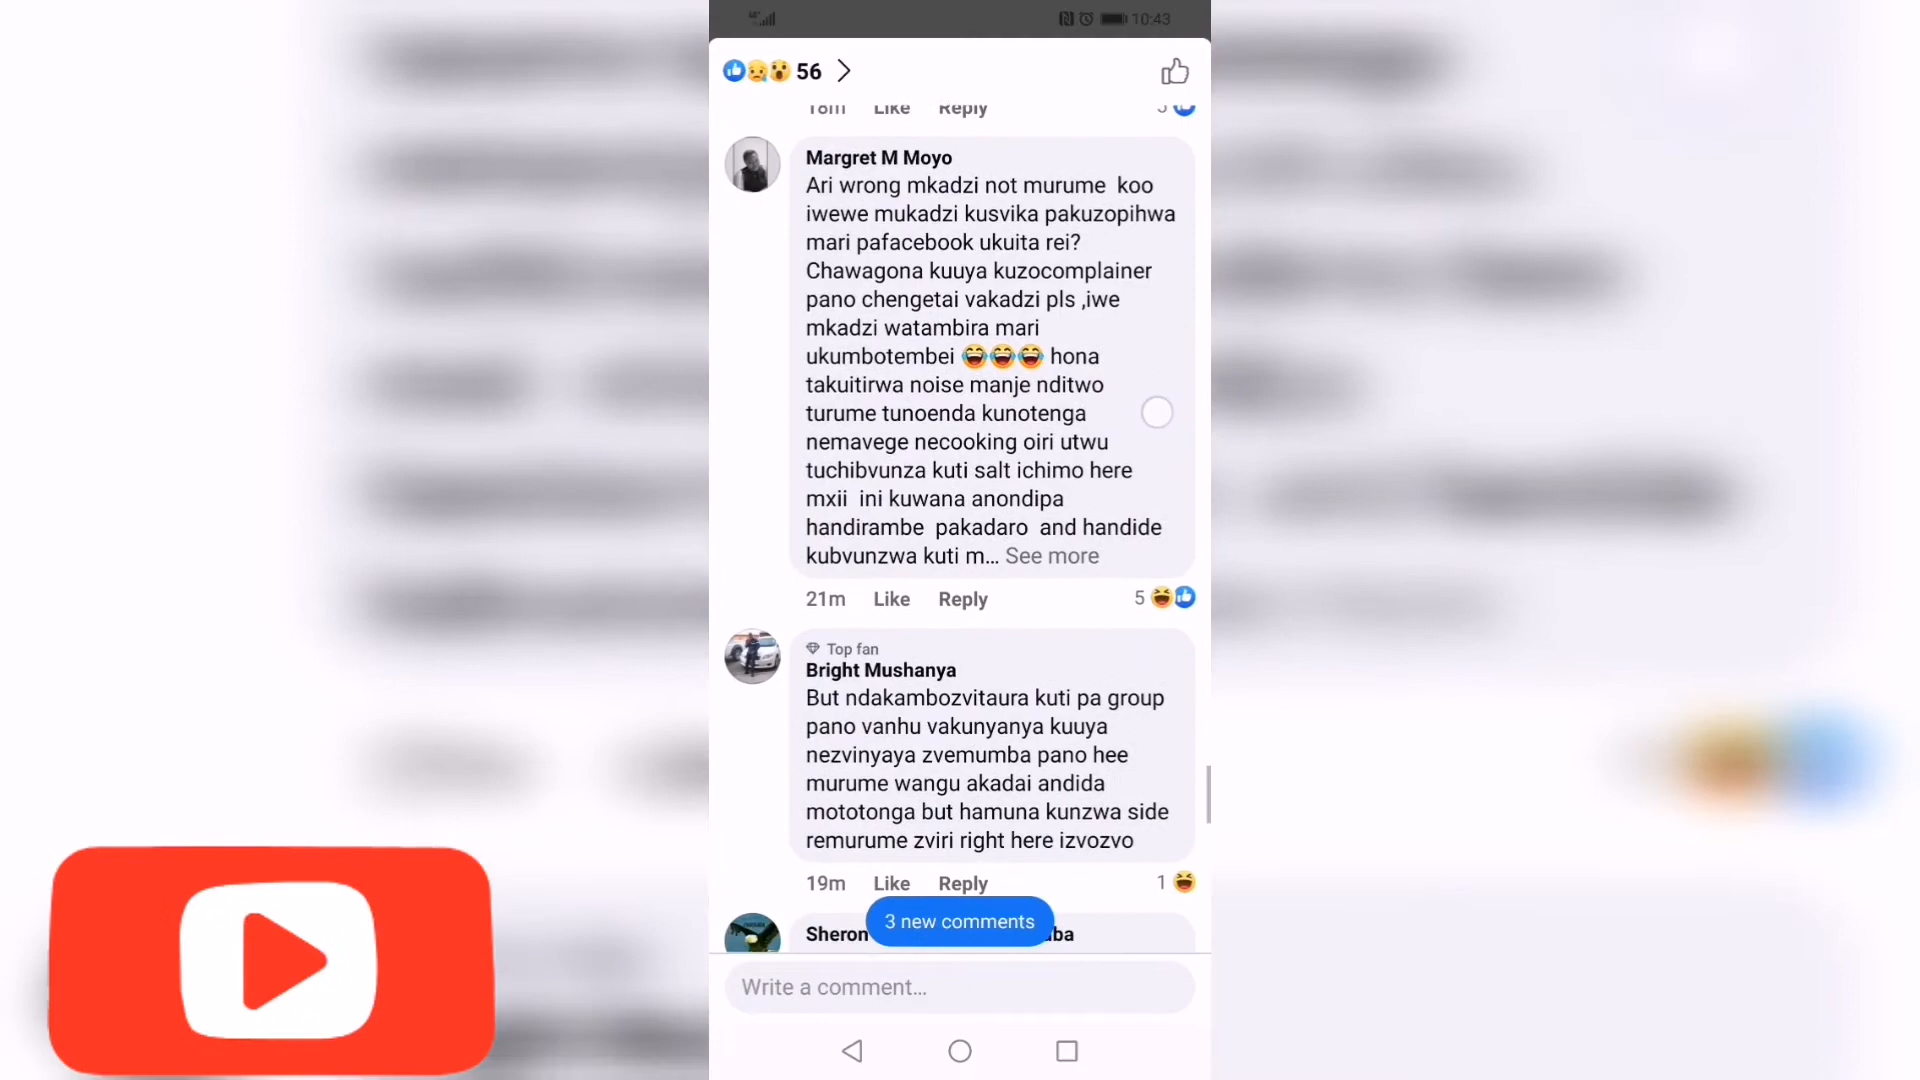 10:43
56
18m Like Reply
Margret M Moyo
Ari wrong mkadzi not murume koo
iwewe mukadzi kusvika pakuzopihwa
mari pafacebook ukuita rei?
Chawagona kuuya kuzocomplainer
pano chengetai vakadzi pls ,iwe
mkadzi watambira mari
ukumbotembei 😂😂😂 hona
takuitirwa noise manje nditwo
turume tunoenda kunotenga
nemavege necooking oiri utwu
tuchibvunza kuti salt ichimo here
mxii ini kuwana anondipa
handirambe pakadaro and handide
kubvunzwa kuti m... See more
21m Like Reply 5
Top fan
Bright Mushanya
But ndakambozvitaura kuti pa group
pano vanhu vakunyanya kuuya
nezvinyaya zvemumba pano hee
murume wangu akadai andida
mototonga but hamuna kunzwa side
remurume zviri right here izvozvo
19m Like Reply 1
3 new comments
Sheron
Write a comment...